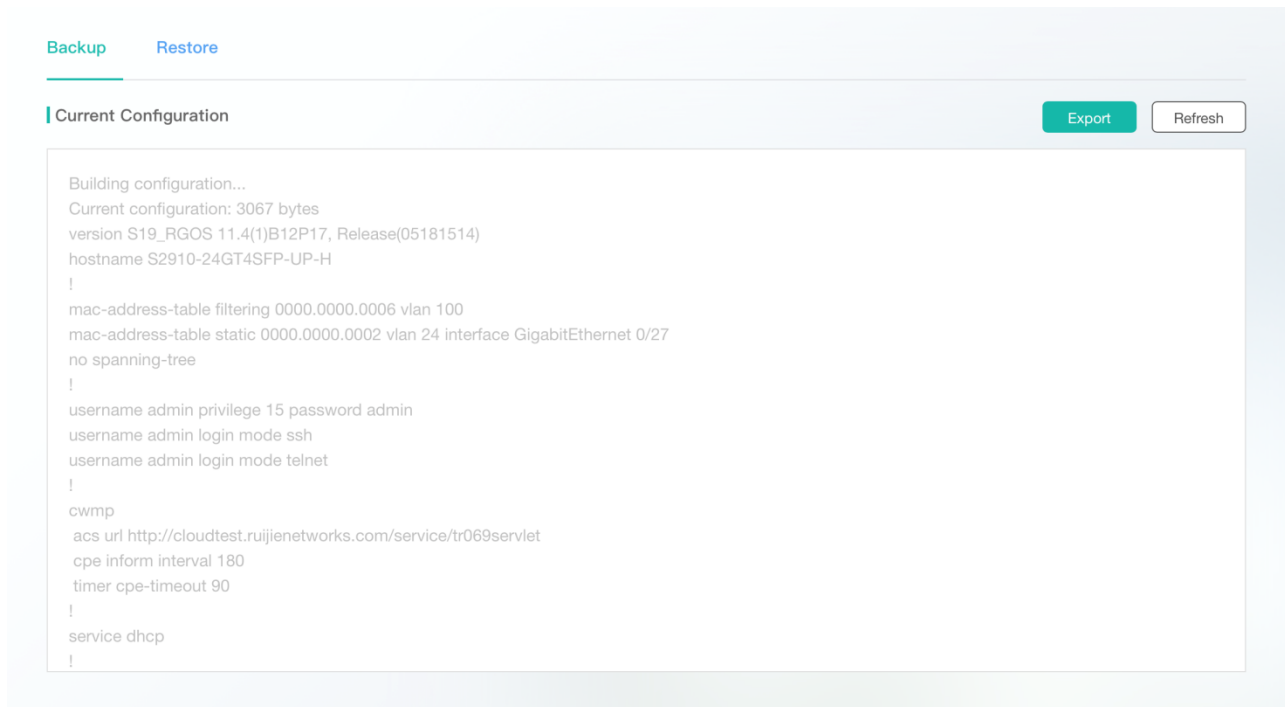 Backup Restore
Current Configuration Export Refresh
Building configuration...
Current configuration: 3067 bytes
version S19_RGOS 11.4(1)B12P17, Release(05181514)
hostname S2910-24GT4SFP-UP-H
!
mac-address-table filtering 0000.0000.0006 vlan 100
mac-address-table static 0000.0000.0002 vlan 24 interface GigabitEthernet 0/27
no spanning-tree
!
username admin privilege 15 password admin
username admin login mode ssh
username admin login mode telnet
!
cwmp
acs url http://cloudtest.ruijienetworks.com/service/tr069servlet
cpe inform interval 180
timer cpe-timeout 90
!
service dhcp
!